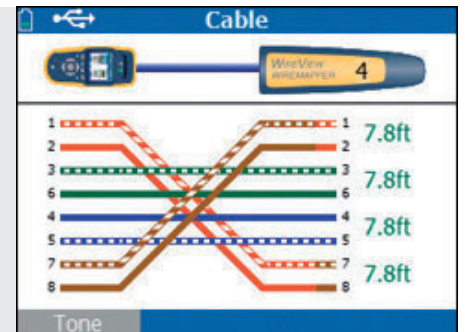 Cable
WireView
WIREMAPPER 4
1 1 7.8ft
2 2
3 3 7.8ft
6 6
4 4 7.8ft
5 5
7 7 7.8ft
8 8
Tone